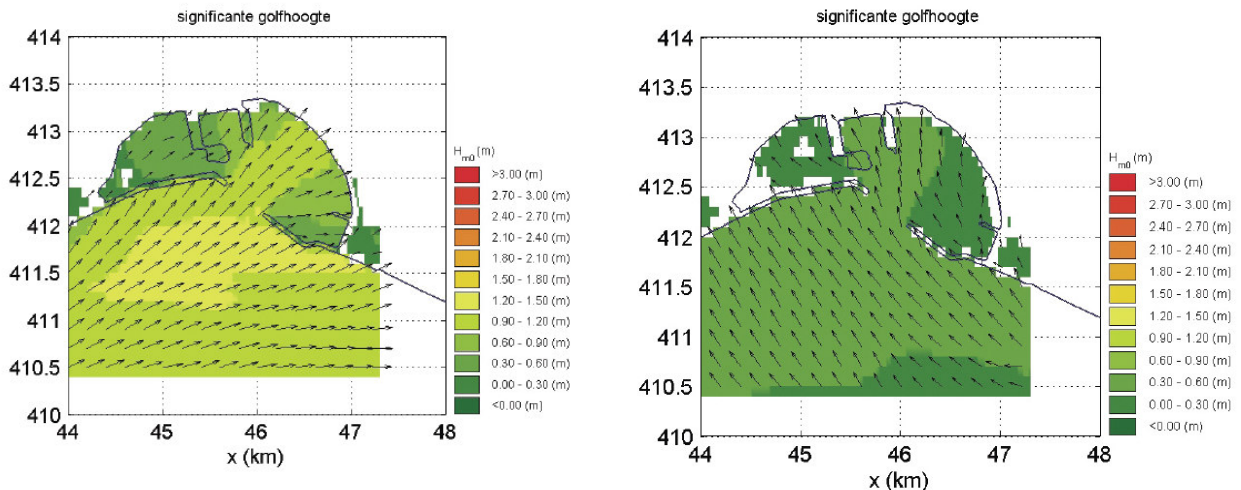 significante golfhoogte
414
413.5
413
412.5
412
411.5
411
410.5
410
44
45
46
47
48
x (km)
Hm0 (m)
>3.00 (m)
2.70 - 3.00 (m)
2.40 - 2.70 (m)
2.10 - 2.40 (m)
1.80 - 2.10 (m)
1.50 - 1.80 (m)
1.20 - 1.50 (m)
0.90 - 1.20 (m)
0.60 - 0.90 (m)
0.30 - 0.60 (m)
0.00 - 0.30 (m)
<0.00 (m)
significante golfhoogte
414
413.5
413
412.5
412
411.5
411
410.5
410
44
45
46
47
48
x (km)
Hm0 (m)
>3.00 (m)
2.70 - 3.00 (m)
2.40 - 2.70 (m)
2.10 - 2.40 (m)
1.80 - 2.10 (m)
1.50 - 1.80 (m)
1.20 - 1.50 (m)
0.90 - 1.20 (m)
0.60 - 0.90 (m)
0.30 - 0.60 (m)
0.00 - 0.30 (m)
<0.00 (m)